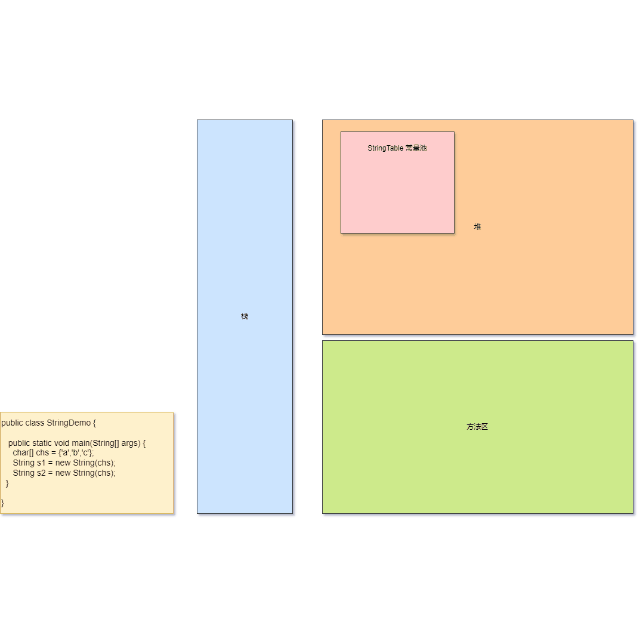 StringTable 常量池
堆
栈
方法区
public class StringDemo {
public static void main(String[] args) {
char[] chs = {'a','b','c'};
String s1 = new String(chs);
String s2 = new String(chs);
}
}